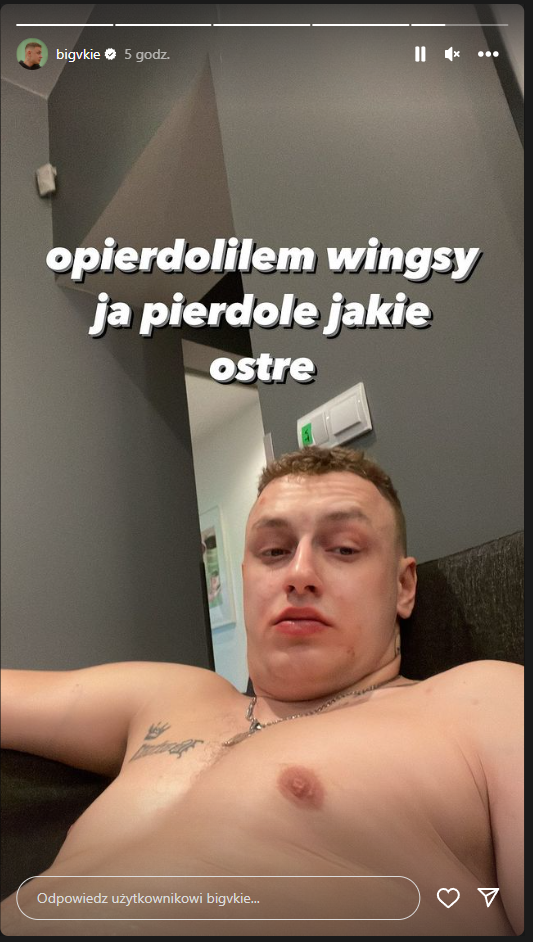 bigvkie 5 godz.
opierdolilem wingsy
ja pierdole jakie
ostre
Odpowiedz użytkownikowi bigvkie...